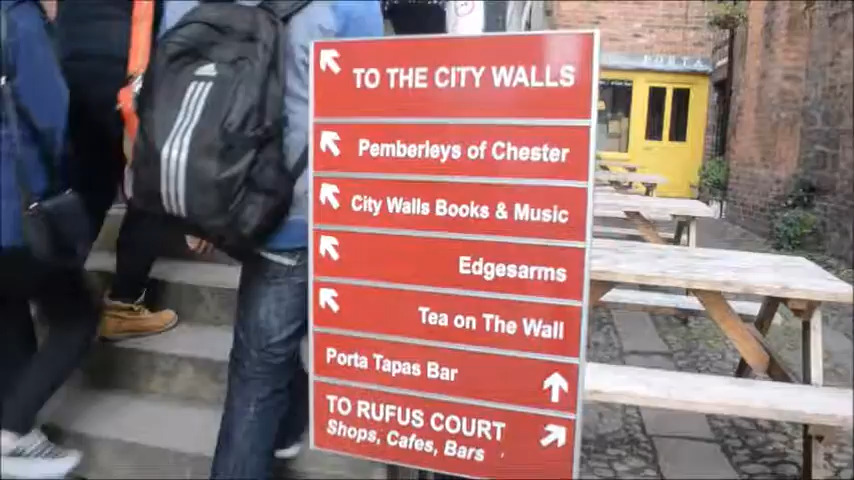 PORTA
TO THE CITY WALLS
Pemberleys of Chester
City Walls Books & Music
Edgesarms
Tea on The Wall
Porta Tapas Bar
TO RUFUS COURT
Shops, Cafes, Bars